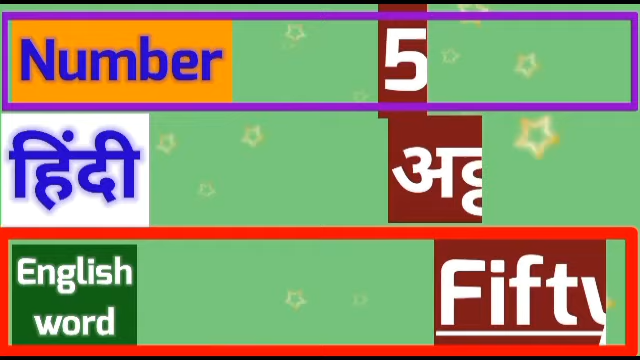 Number 5
हिंदी
English
word
Fifty